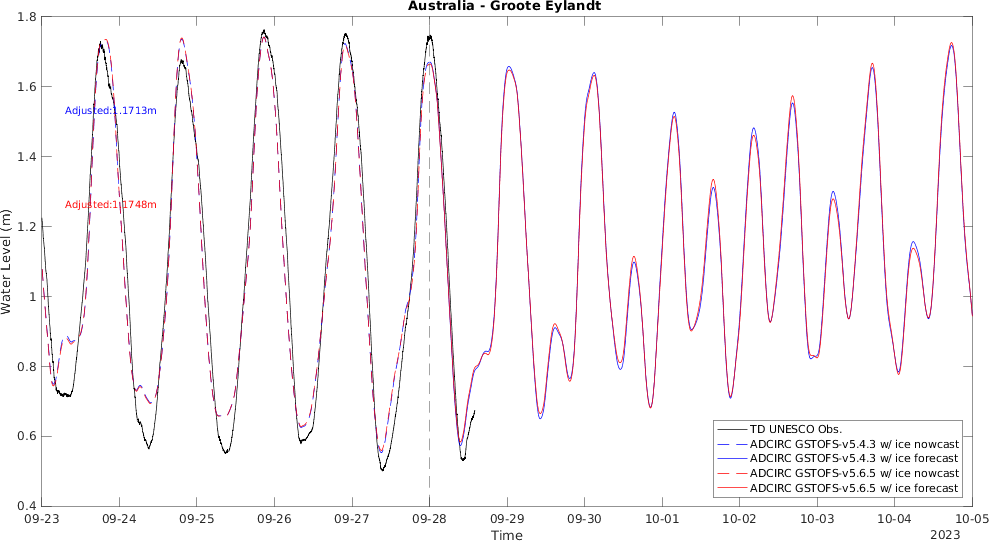 Australia - Groote Eylandt
1.8
1.6
1.4
1.2
1
0.8
0.6
0.4
Water Level (m)
Adjusted:1.1713m
Adjusted:1.1748m
TD UNESCO Obs.
ADCIRC GSTOFS-v5.4.3 w/ ice nowcast
ADCIRC GSTOFS-v5.4.3 w/ ice forecast
ADCIRC GSTOFS-v5.6.5 w/ ice nowcast
ADCIRC GSTOFS-v5.6.5 w/ ice forecast
09-23 09-24 09-25 09-26 09-27 09-28 09-29 09-30 10-01 10-02 10-03 10-04 10-05
Time
2023